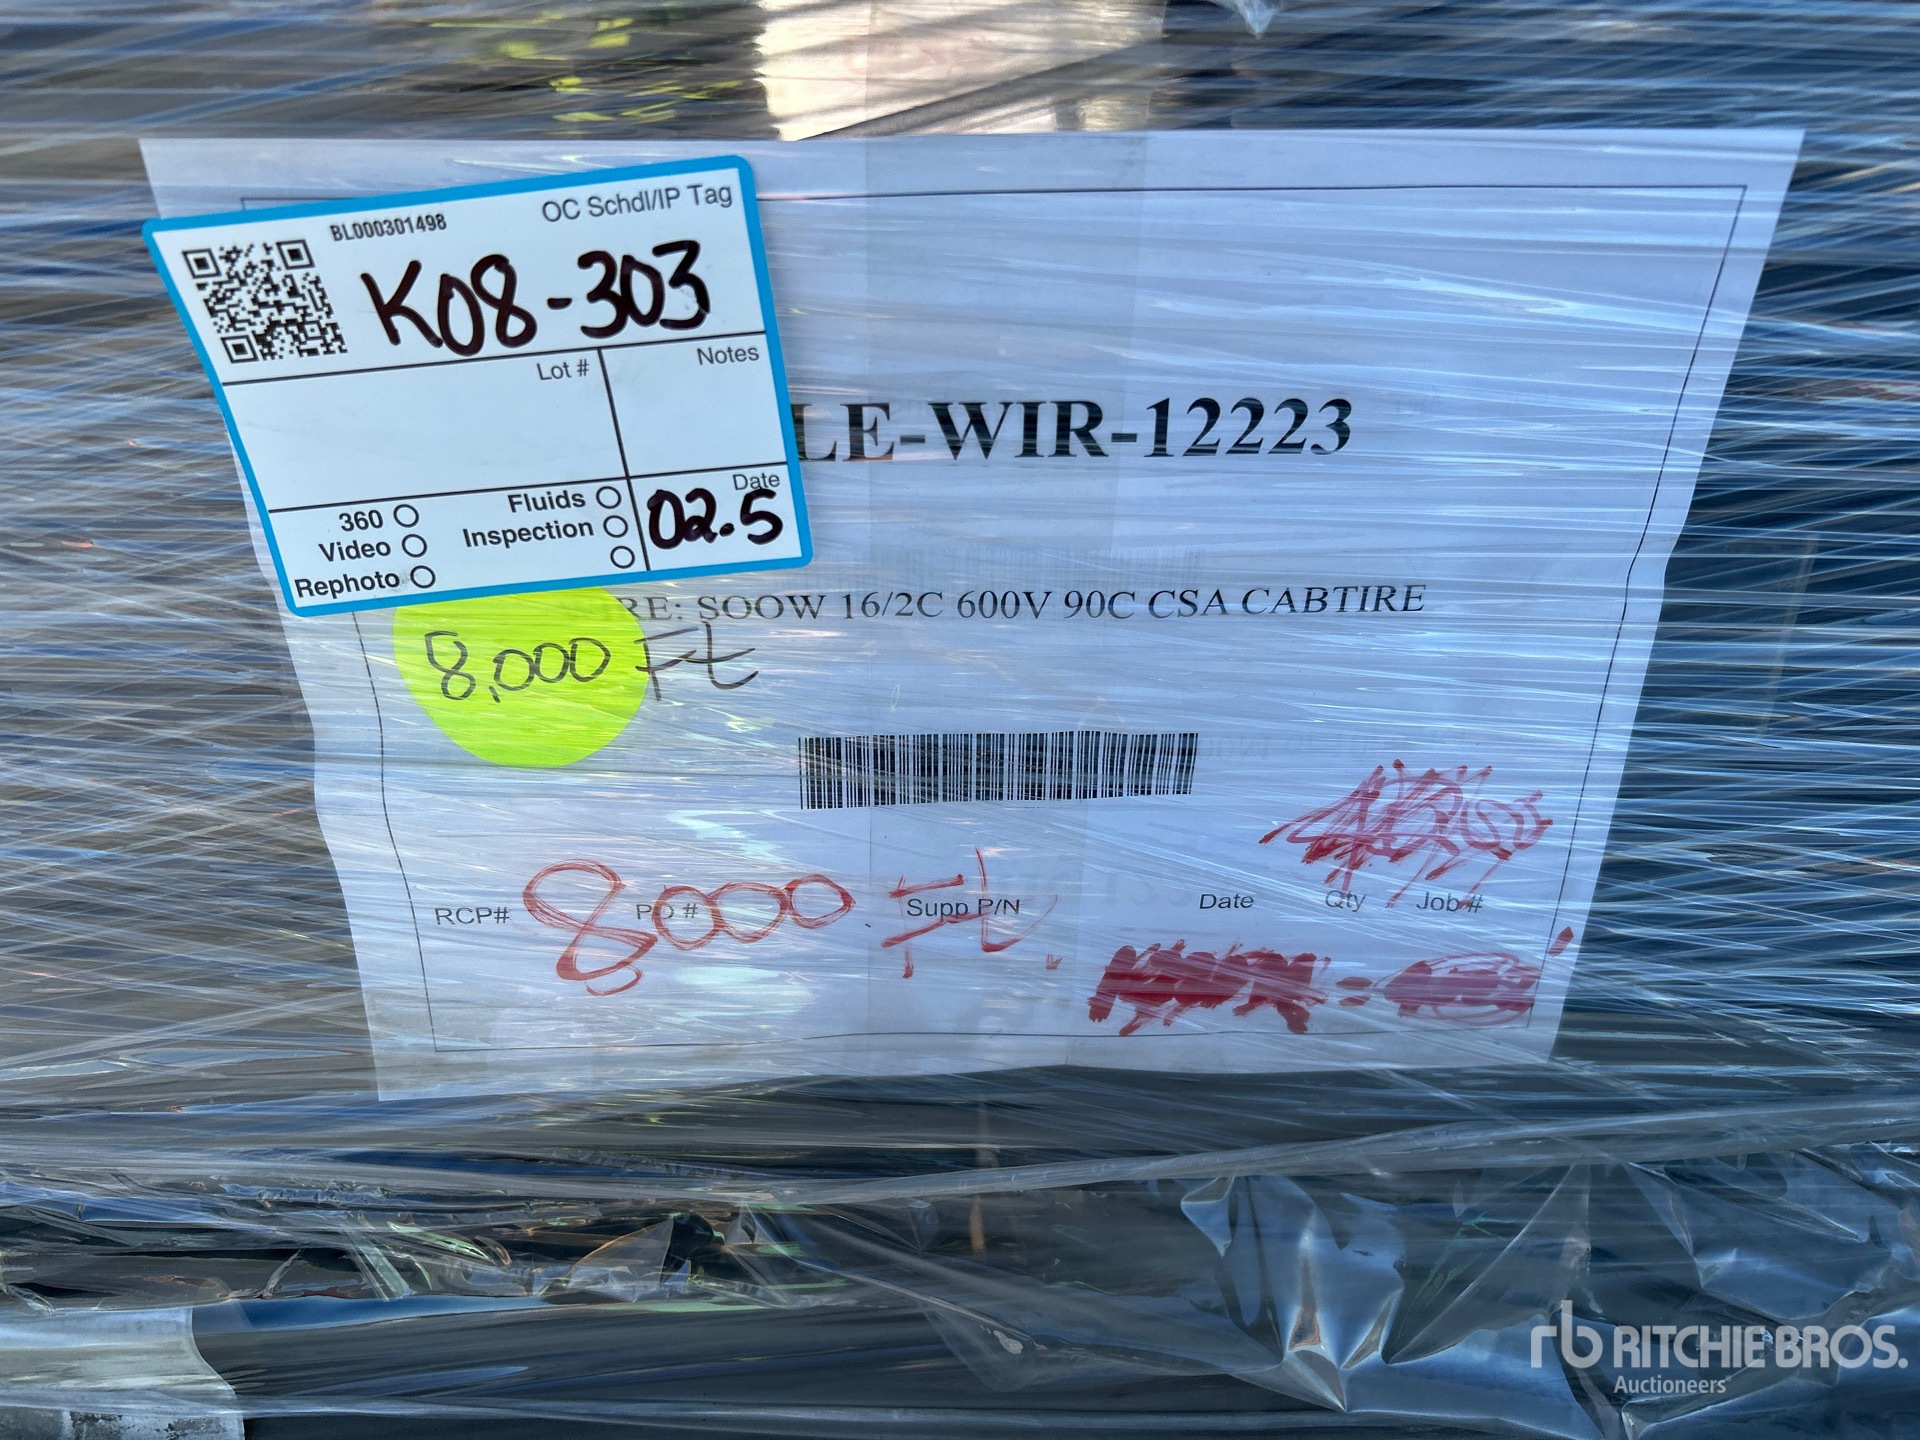 BL000301498
OC Schdl/IP Tag
K08-303
Lot #
Notes
360
Video
Rephoto
Fluids
Inspection
Date
02.5
LE-WIR-12223
RE: SOOW 16/2C 600V 90C CSA CABTIRE
8,000 Ft
RCP#
PO #
Supp P/N
Date
Qty
Job #
8000 Ft.
rb RITCHIE BROS.
Auctioneers